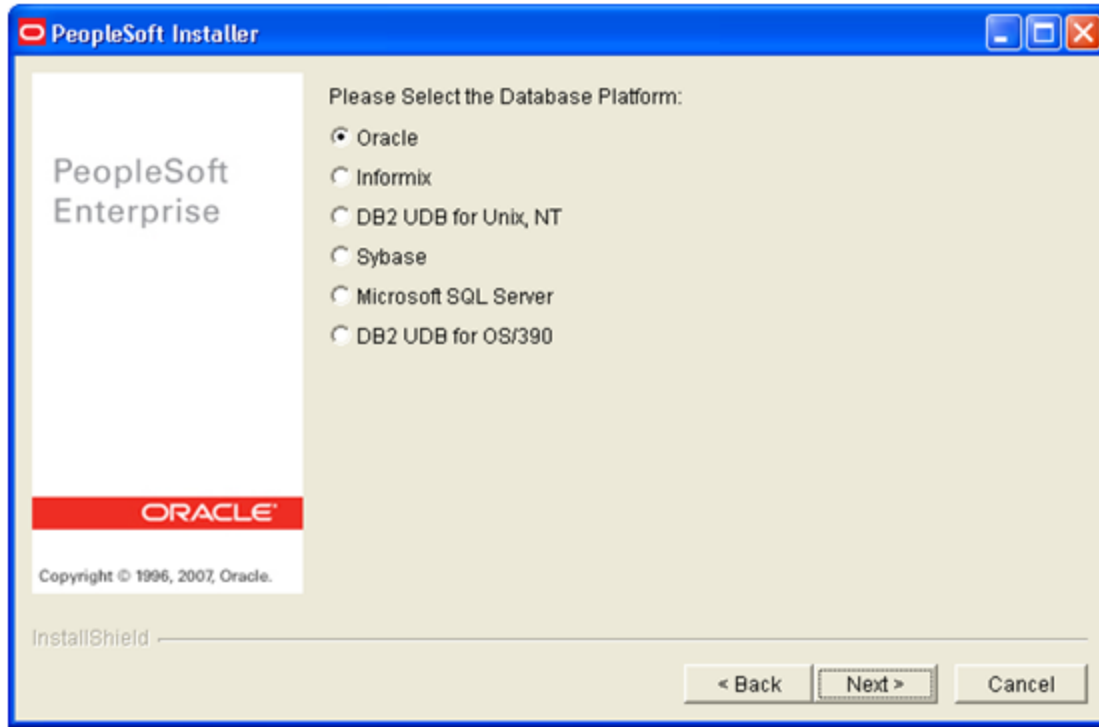 PeopleSoft Installer
Please Select the Database Platform:
Oracle
Informix
DB2 UDB for Unix, NT
Sybase
Microsoft SQL Server
DB2 UDB for OS/390
PeopleSoft
Enterprise
ORACLE
Copyright © 1996, 2007, Oracle.
InstallShield
< Back
Next >
Cancel